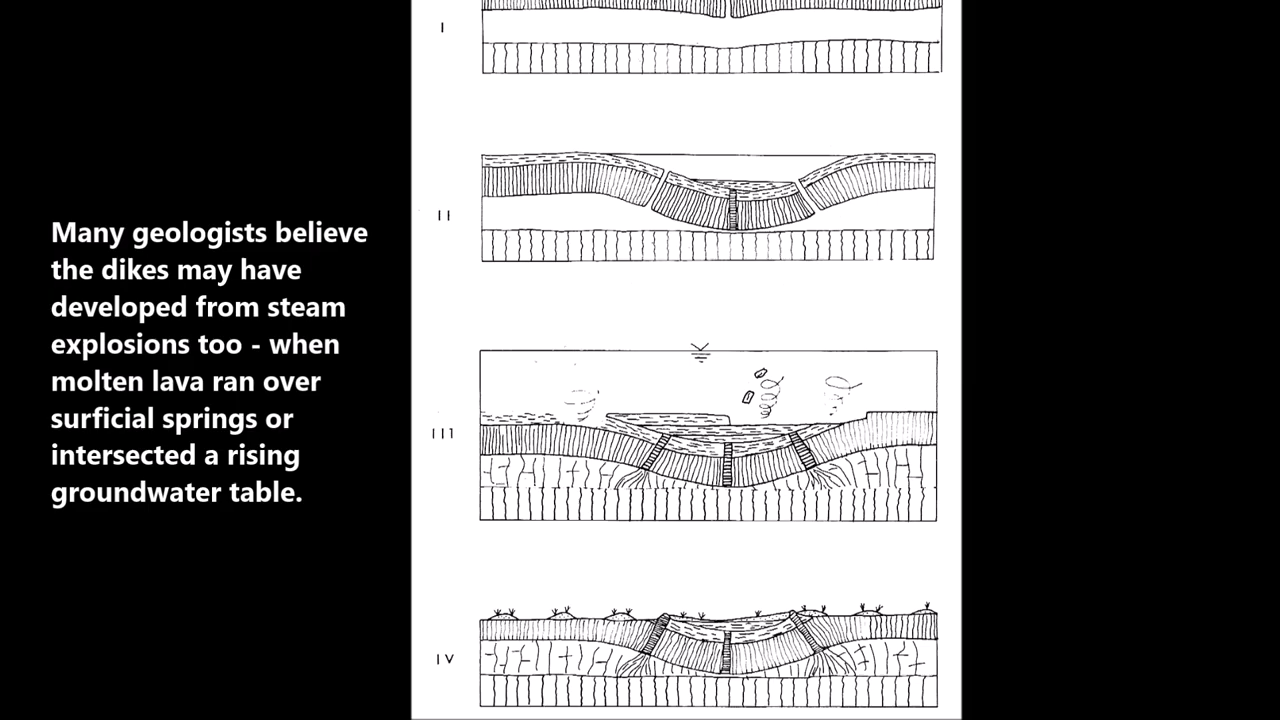 Many geologists believe
the dikes may have
developed from steam
explosions too - when
molten lava ran over
surficial springs or
intersected a rising
groundwater table.
I
II
III
IV